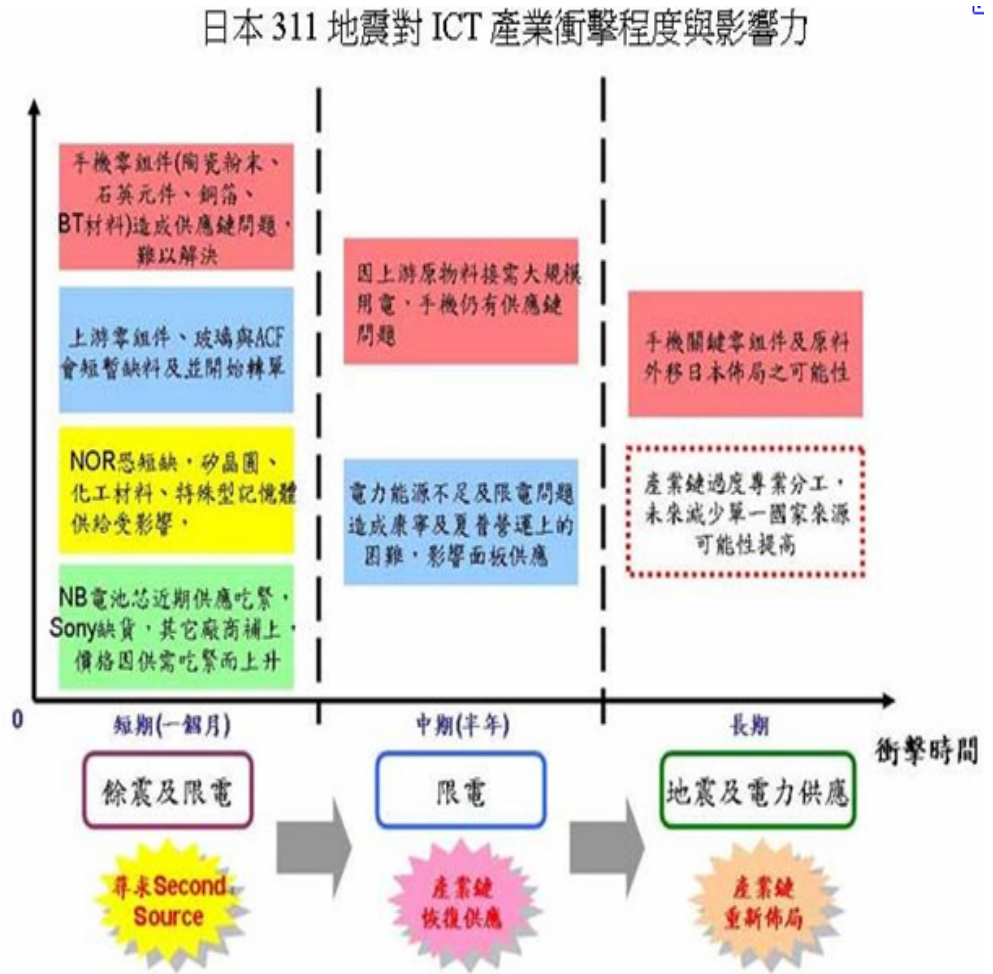 日本 311 地震對 ICT 產業衝擊程度與影響力
手機零組件(陶瓷粉末、
石英元件、銅箔、
BT材料)造成供應鏈問題，
難以解決
上游零組件、玻璃與ACF
會短暫缺料及並開始轉單
NOR恐短缺，矽晶圓、
化工材料、特殊型記憶體
供給受影響，
NB電池芯近期供應吃緊，
Sony缺貨，其它廠商補上，
價格因供需吃緊而上升
因上游原物料接需大規模
用電，手機仍有供應鏈
問題
電力能源不足及限電問題
造成康寧及夏普營運上的
困難，影響面板供應
手機關鍵零組件及原料
外移日本佈局之可能性
產業鏈過度專業分工，
未來減少單一國家來源
可能性提高
0
短期(一個月)
中期(半年)
長期
衝擊時間
餘震及限電
限電
地震及電力供應
尋求Second
Source
產業鏈
恢復供應
產業鏈
重新佈局